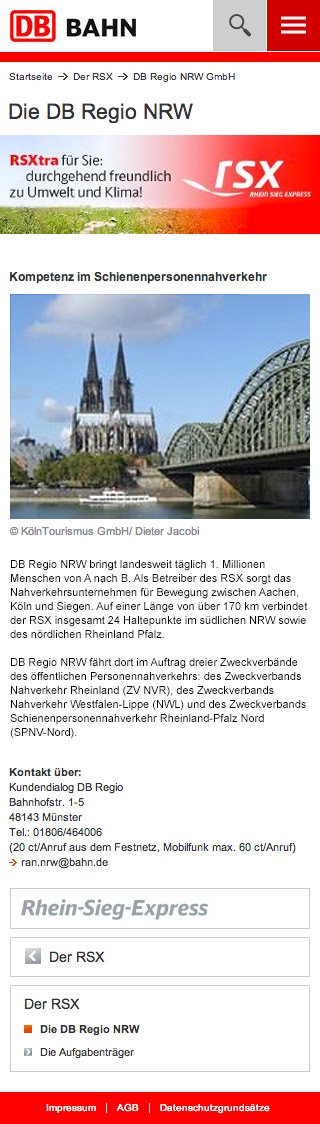 DB BAHN
Startseite → Der RSX → DB Regio NRW GmbH
Die DB Regio NRW
RSXtra für Sie:
durchgehend freundlich
zu Umwelt und Klima!
rsx
RHEIN SIEG EXPRESS
Kompetenz im Schienenpersonennahverkehr
© KölnTourismus GmbH/ Dieter Jacobi
DB Regio NRW bringt landesweit täglich 1. Millionen
Menschen von A nach B. Als Betreiber des RSX sorgt das
Nahverkehrsunternehmen für Bewegung zwischen Aachen,
Köln und Siegen. Auf einer Länge von über 170 km verbindet
der RSX insgesamt 24 Haltepunkte im südlichen NRW sowie
des nördlichen Rheinland Pfalz.
DB Regio NRW fährt dort im Auftrag dreier Zweckverbände
des öffentlichen Personennahverkehrs: des Zweckverbands
Nahverkehr Rheinland (ZV NVR), des Zweckverbands
Nahverkehr Westfalen-Lippe (NWL) und des Zweckverbands
Schienenpersonennahverkehr Rheinland-Pfalz Nord
(SPNV-Nord).
Kontakt über:
Kundendialog DB Regio
Bahnhofstr. 1-5
48143 Münster
Tel.: 01806/464006
(20 ct/Anruf aus dem Festnetz, Mobilfunk max. 60 ct/Anruf)
→ ran.nrw@bahn.de
Rhein-Sieg-Express
Der RSX
Der RSX
Die DB Regio NRW
Die Aufgabenträger
Impressum | AGB | Datenschutzgrundsätze